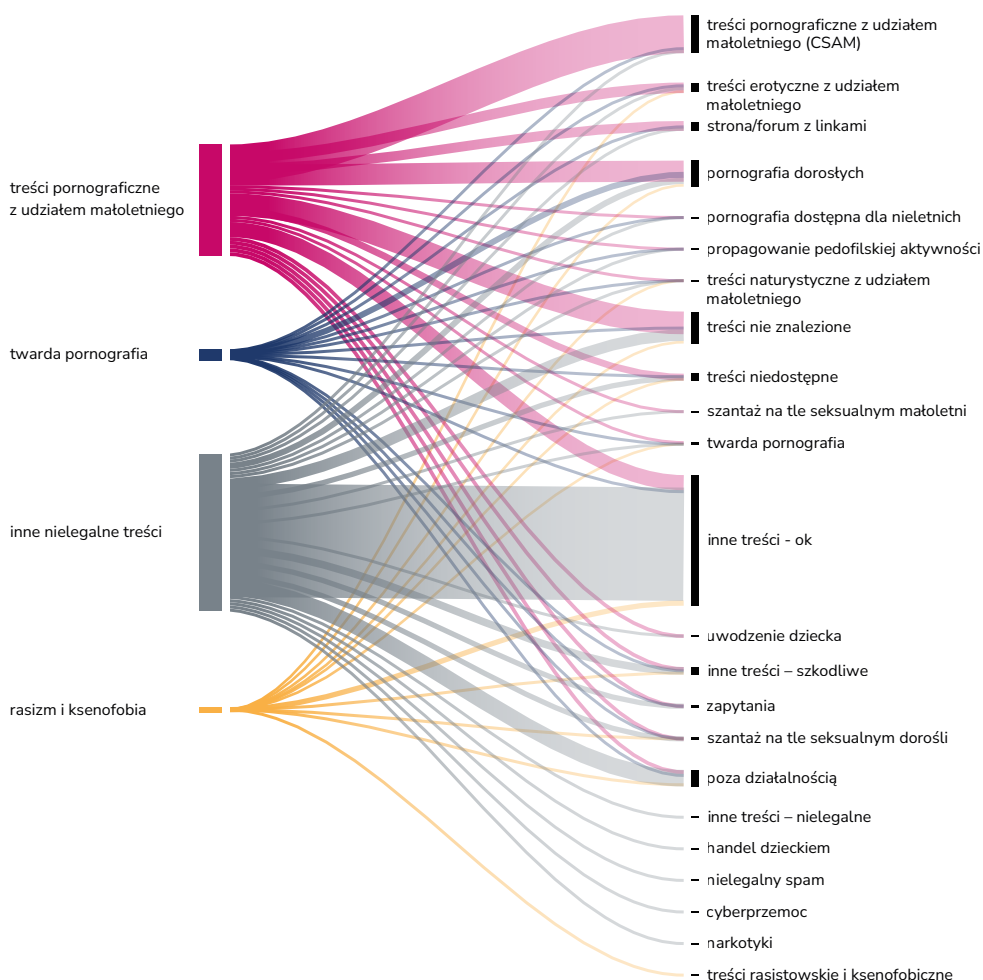 treści pornograficzne
z udziałem małoletniego
twarda pornografia
inne nielegalne treści
rasizm i ksenofobia
treści pornograficzne z udziałem
małoletniego (CSAM)
treści erotyczne z udziałem
małoletniego
strona/forum z linkami
pornografia dorosłych
pornografia dostępna dla nieletnich
propagowanie pedofilskiej aktywności
treści naturystyczne z udziałem
małoletniego
treści nie znalezione
treści niedostępne
szantaż na tle seksualnym małoletni
twarda pornografia
inne treści - ok
uwodzenie dziecka
inne treści – szkodliwe
zapytania
szantaż na tle seksualnym dorośli
poza działalnością
inne treści – nielegalne
handel dzieckiem
nielegalny spam
cyberprzemoc
narkotyki
treści rasistowskie i ksenofobiczne